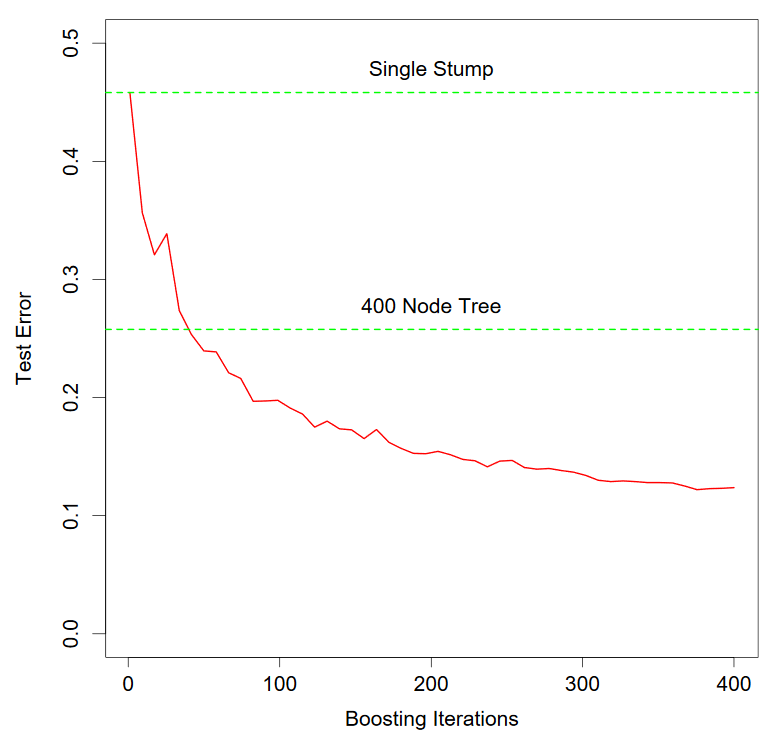 Single Stump
400 Node Tree
Test Error
0.5
0.4
0.3
0.2
0.1
0.0
0 100 200 300 400
Boosting Iterations